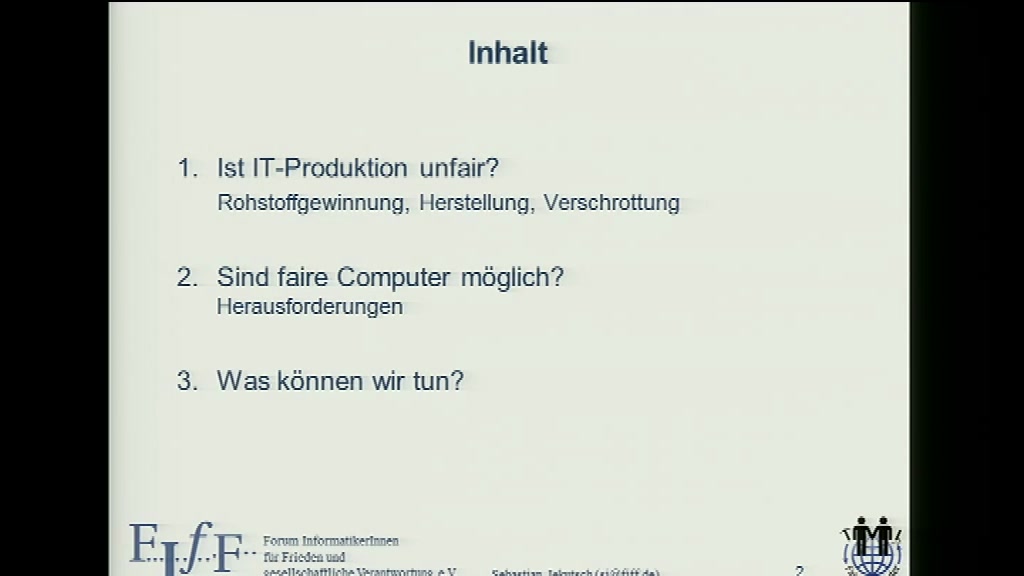 Inhalt
1. Ist IT-Produktion unfair?
Rohstoffgewinnung, Herstellung, Verschrottung
2. Sind faire Computer möglich?
Herausforderungen
3. Was können wir tun?
FIfF
Forum InformatikerInnen
für Frieden und
gesellschaftliche Verantwortung e.V.
Sebastian Jekutsch (sj@fiff.de)
2